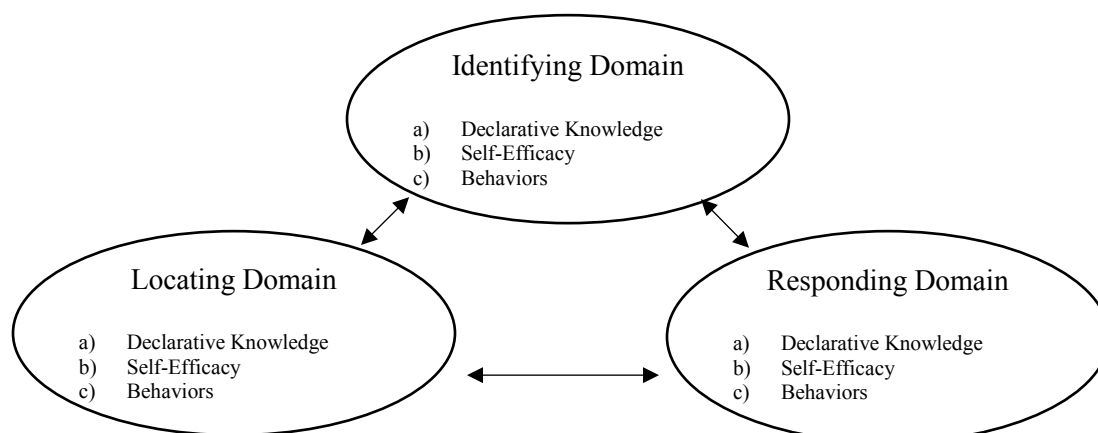 Identifying Domain
a) Declarative Knowledge
b) Self-Efficacy
c) Behaviors
Locating Domain
a) Declarative Knowledge
b) Self-Efficacy
c) Behaviors
Responding Domain
a) Declarative Knowledge
b) Self-Efficacy
c) Behaviors